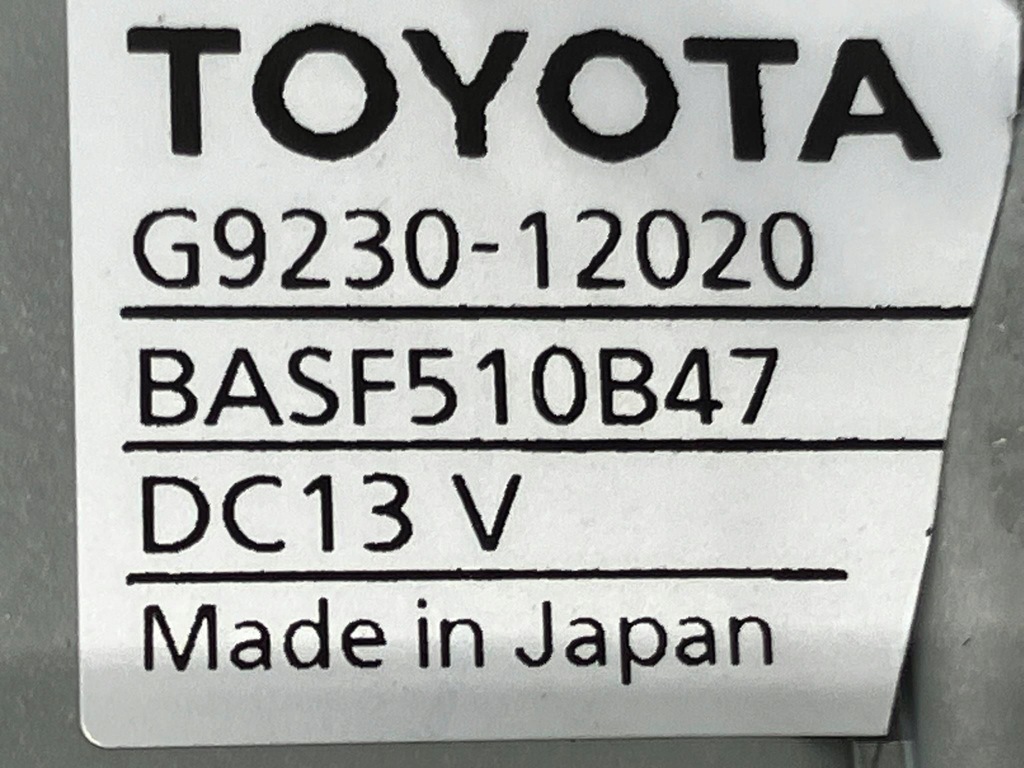 TOYOTA
G9230-12020
BASF510B47
DC13 V
Made in Japan